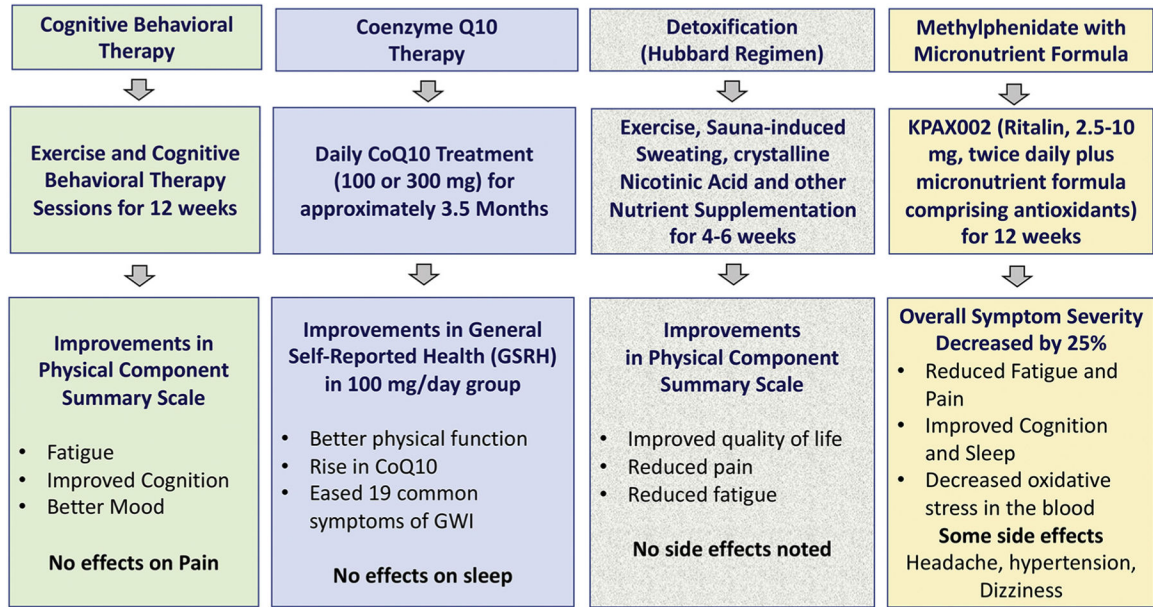 Cognitive Behavioral
Therapy
Exercise and Cognitive
Behavioral Therapy
Sessions for 12 weeks
Improvements in
Physical Component
Summary Scale
• Fatigue
• Improved Cognition
• Better Mood
No effects on Pain
Coenzyme Q10
Therapy
Daily CoQ10 Treatment
(100 or 300 mg) for
approximately 3.5 Months
Improvements in General
Self-Reported Health (GSRH)
in 100 mg/day group
• Better physical function
• Rise in CoQ10
• Eased 19 common
symptoms of GWI
No effects on sleep
Detoxification
(Hubbard Regimen)
Exercise, Sauna-induced
Sweating, crystalline
Nicotinic Acid and other
Nutrient Supplementation
for 4-6 weeks
Improvements
in Physical Component
Summary Scale
• Improved quality of life
• Reduced pain
• Reduced fatigue
No side effects noted
Methylphenidate with
Micronutrient Formula
KPAX002 (Ritalin, 2.5-10
mg, twice daily plus
micronutrient formula
comprising antioxidants)
for 12 weeks
Overall Symptom Severity
Decreased by 25%
• Reduced Fatigue and
Pain
• Improved Cognition
and Sleep
• Decreased oxidative
stress in the blood
Some side effects
Headache, hypertension,
Dizziness